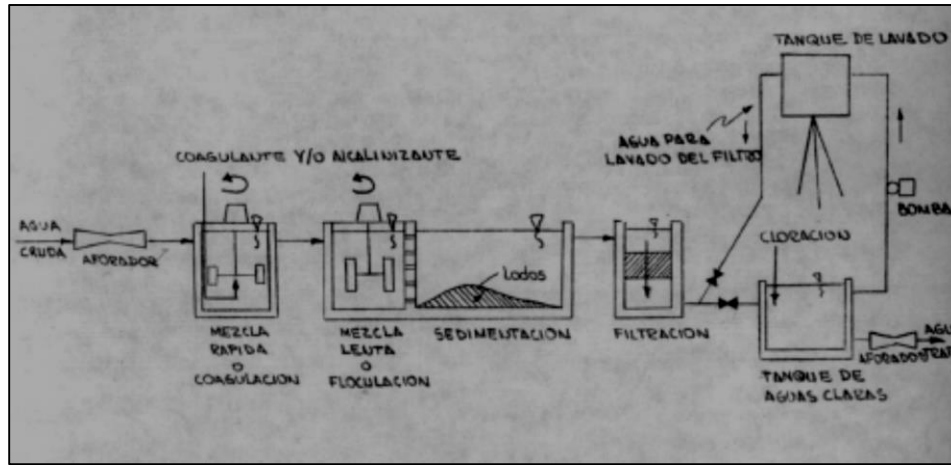 TANQUE DE LAVADO
AGUA PARA
LAVADO DEL FILTRO
COAGULANTE Y/O ALCALINIZANTE
BOMBA
AGUA
CRUDA
AFORADOR
CLORACION
Lodos
MEZCLA
RAPIDA
O
COAGULACION
MEZCLA
LENTA
O
FLOCULACION
SEDIMENTACION
FILTRACION
TANQUE DE
AGUAS CLARAS
AFORADOR